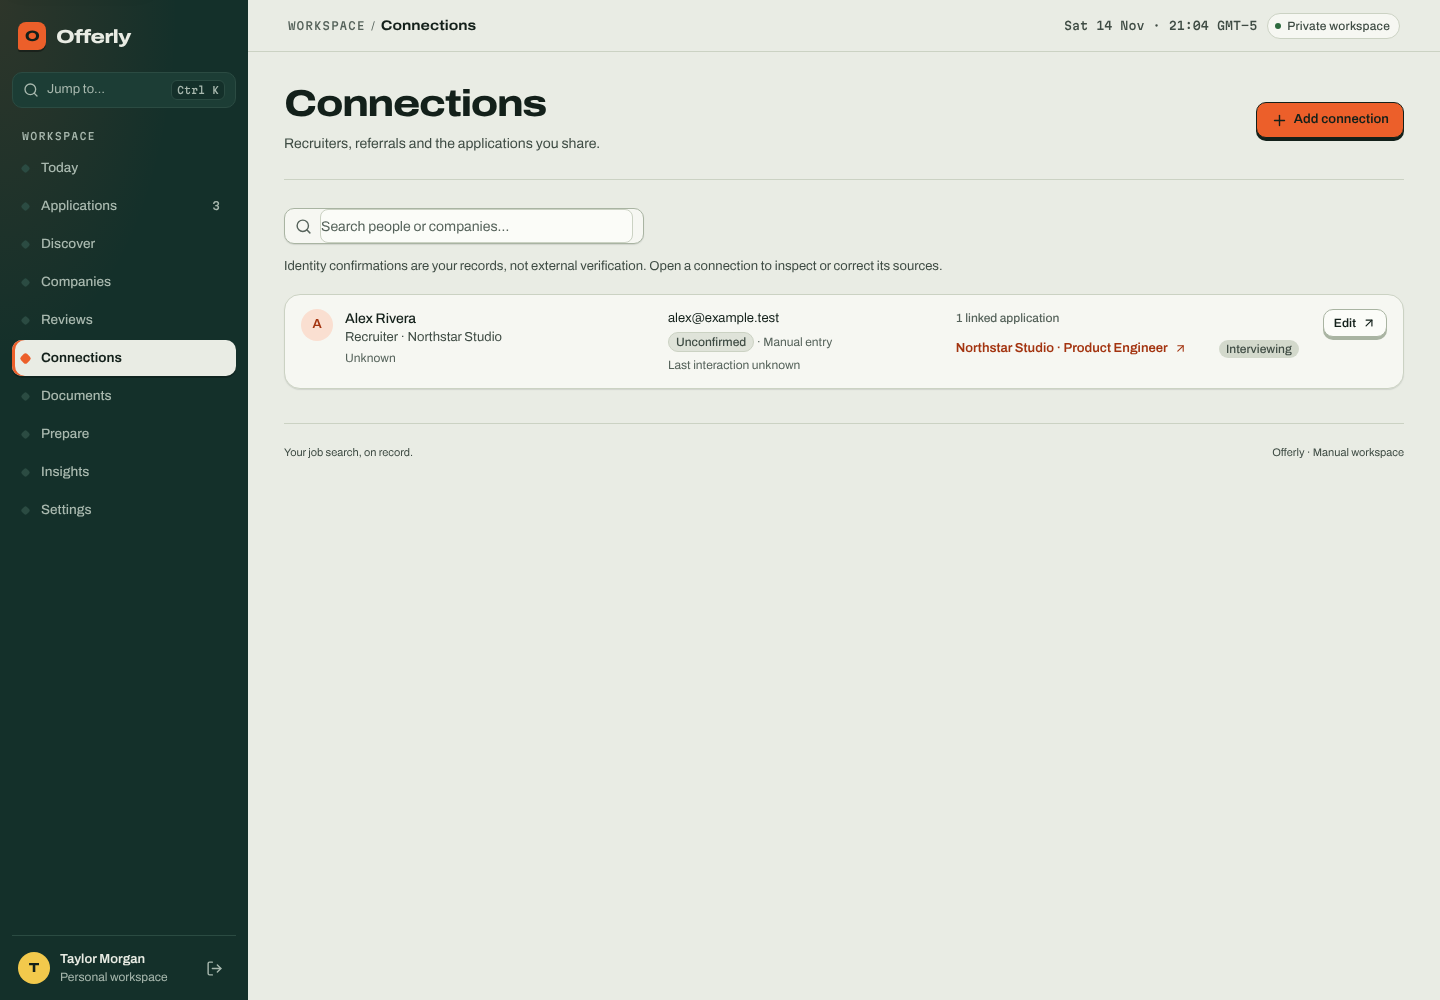 O Offerly
Jump to... Ctrl K
WORKSPACE
Today
Applications 3
Discover
Companies
Reviews
Connections
Documents
Prepare
Insights
Settings
T Taylor Morgan
Personal workspace
WORKSPACE / Connections
Sat 14 Nov · 21:04 GMT-5
Private workspace
Connections
Recruiters, referrals and the applications you share.
Add connection
Search people or companies...
Identity confirmations are your records, not external verification. Open a connection to inspect or correct its sources.
A
Alex Rivera
Recruiter · Northstar Studio
Unknown
alex@example.test
Unconfirmed · Manual entry
Last interaction unknown
1 linked application
Northstar Studio · Product Engineer
Interviewing
Edit
Your job search, on record.
Offerly · Manual workspace